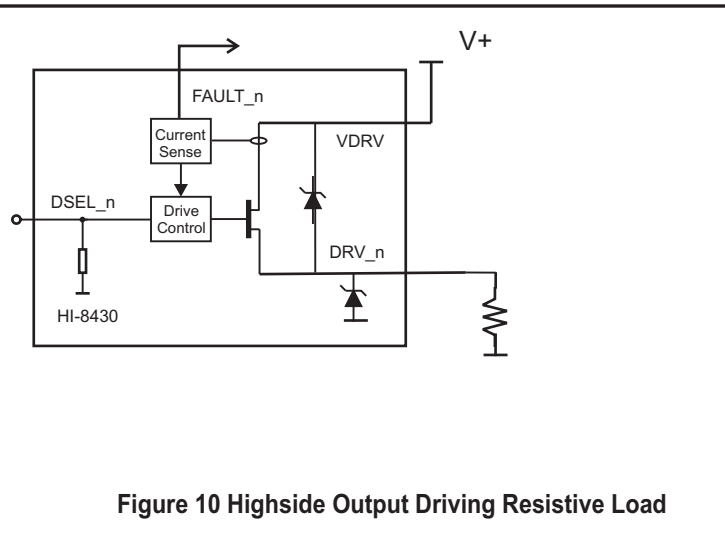 V+
FAULT_n
Current
Sense
VDRV
DSEL_n
Drive
Control
DRV_n
HI-8430
Figure 10 Highside Output Driving Resistive Load